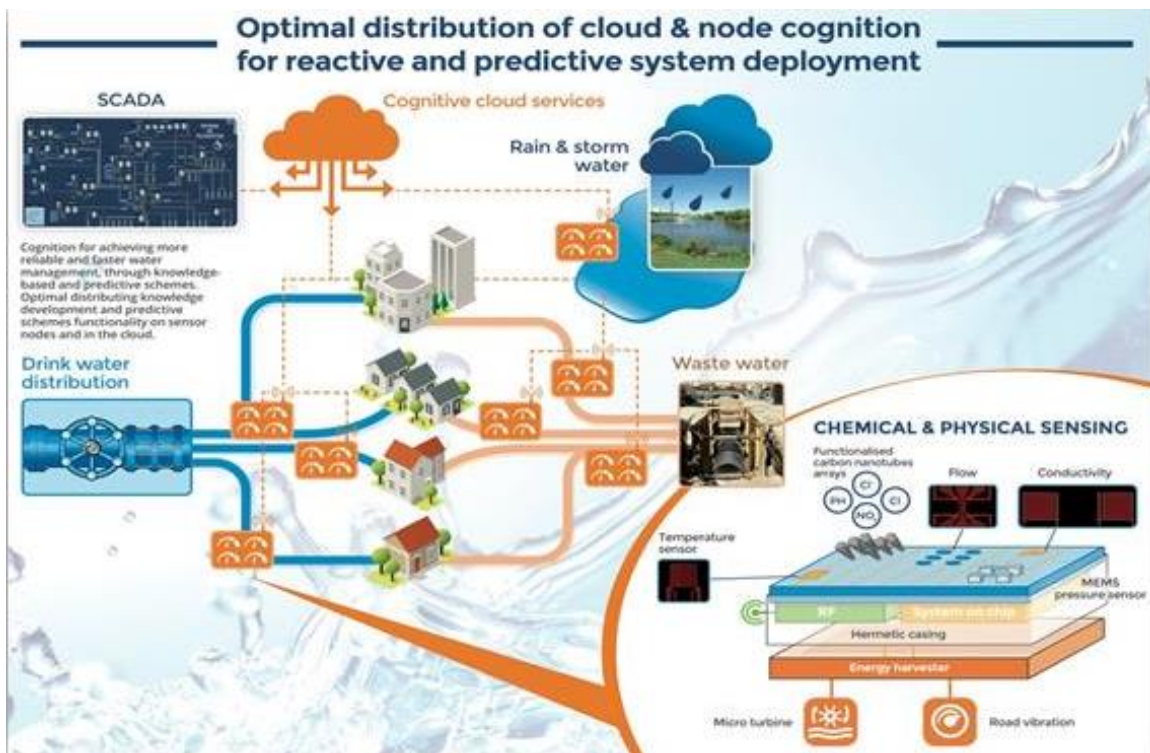 Optimal distribution of cloud & node cognition
for reactive and predictive system deployment
SCADA
Cognitive cloud services
Rain & storm
water
Cognition for achieving more
reliable and faster water
management, through knowledge-
based and predictive schemes.
Optimal distributing knowledge
development and predictive
schemes functionality on sensor
nodes and in the cloud.
Drink water
distribution
Waste water
CHEMICAL & PHYSICAL SENSING
Functionalised
carbon nanotubes
arrays
Cl-
PH
Cl
NO
Flow
Conductivity
Temperature
sensor
MEMS
pressure sensor
RF
System on chip
Hermetic casing
Energy harvester
Micro turbine
Road vibration